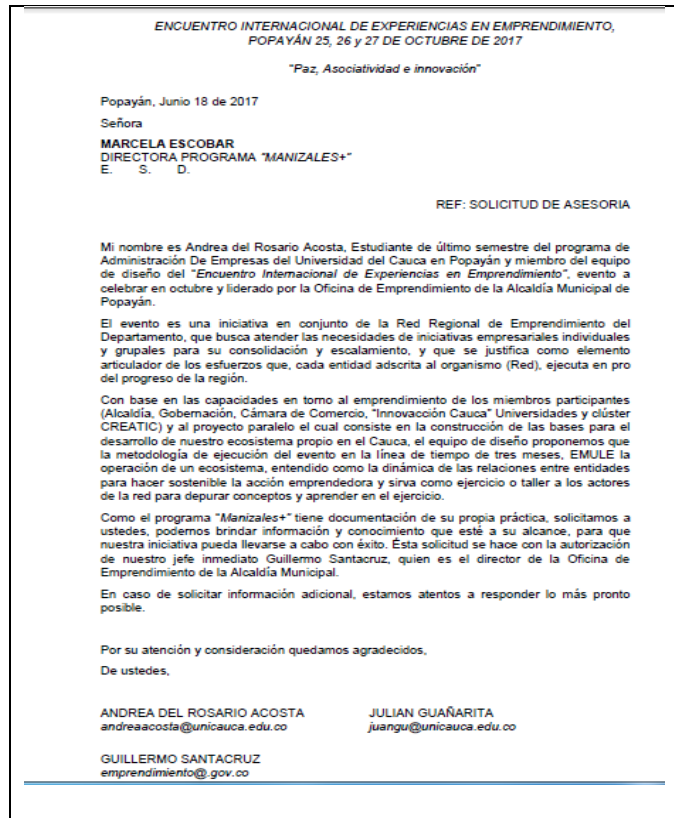 ENCUENTRO INTERNACIONAL DE EXPERIENCIAS EN EMPRENDIMIENTO,
POPAYÁN 25, 26 y 27 DE OCTUBRE DE 2017
"Paz, Asociatividad e innovación"
Popayán, Junio 18 de 2017
Señora
MARCELA ESCOBAR
DIRECTORA PROGRAMA "MANIZALES+"
E. S. D.
REF: SOLICITUD DE ASESORIA
Mi nombre es Andrea del Rosario Acosta, Estudiante de último semestre del programa de
Administración De Empresas del Universidad del Cauca en Popayán y miembro del equipo
de diseño del "Encuentro Internacional de Experiencias en Emprendimiento", evento a
celebrar en octubre y liderado por la Oficina de Emprendimiento de la Alcaldía Municipal de
Popayán.
El evento es una iniciativa en conjunto de la Red Regional de Emprendimiento del
Departamento, que busca atender las necesidades de iniciativas empresariales individuales
y grupales para su consolidación y escalamiento, y que se justifica como elemento
articulador de los esfuerzos que, cada entidad adscrita al organismo (Red), ejecuta en pro
del progreso de la región.
Con base en las capacidades en torno al emprendimiento de los miembros participantes
(Alcaldía, Gobernación, Cámara de Comercio, "Innovacción Cauca" Universidades y clúster
CREATIC) y al proyecto paralelo el cual consiste en la construcción de las bases para el
desarrollo de nuestro ecosistema propio en el Cauca, el equipo de diseño proponemos que
la metodología de ejecución del evento en la línea de tiempo de tres meses, EMULE la
operación de un ecosistema, entendido como la dinámica de las relaciones entre entidades
para hacer sostenible la acción emprendedora y sirva como ejercicio o taller a los actores
de la red para depurar conceptos y aprender en el ejercicio.
Como el programa "Manizales+" tiene documentación de su propia práctica, solicitamos a
ustedes, podernos brindar información y conocimiento que esté a su alcance, para que
nuestra iniciativa pueda llevarse a cabo con éxito. Ésta solicitud se hace con la autorización
de nuestro jefe inmediato Guillermo Santacruz, quien es el director de la Oficina de
Emprendimiento de la Alcaldía Municipal.
En caso de solicitar información adicional, estamos atentos a responder lo más pronto
posible.
Por su atención y consideración quedamos agradecidos,
De ustedes,
ANDREA DEL ROSARIO ACOSTA JULIAN GUAÑARITA
andreaacosta@unicauca.edu.co juangu@unicauca.edu.co
GUILLERMO SANTACRUZ
emprendimiento@.gov.co